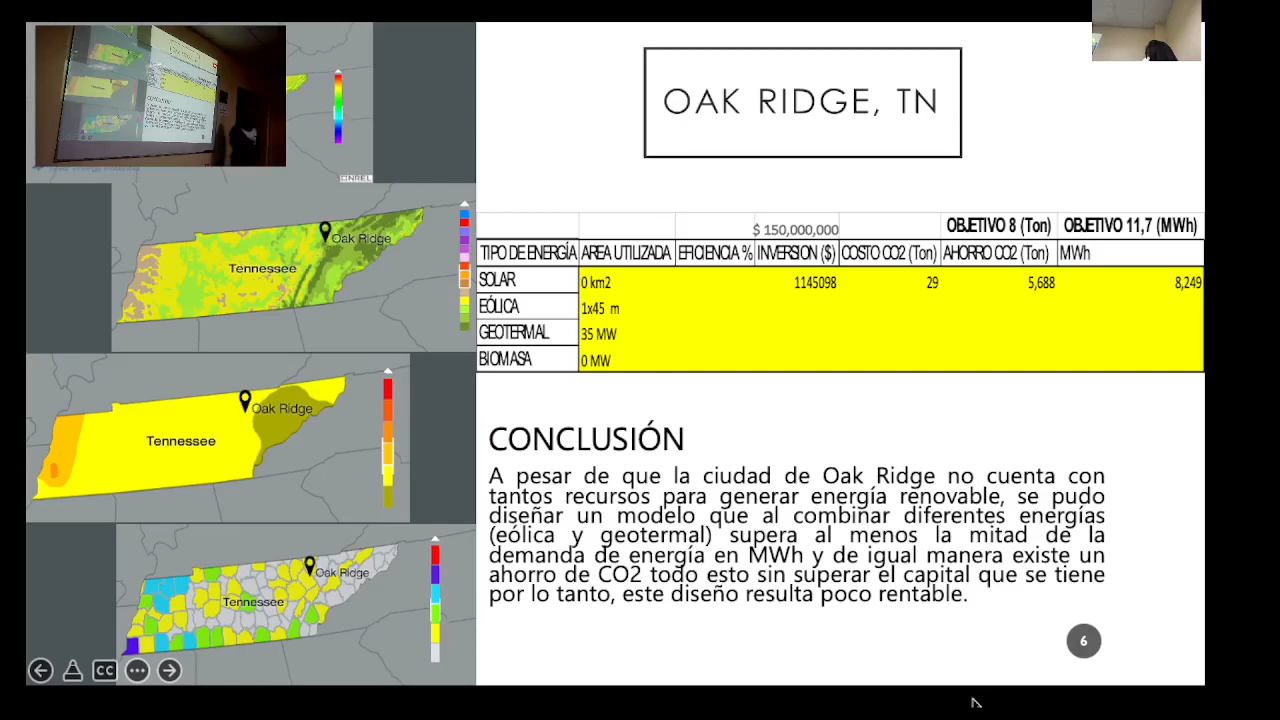 OAK RIDGE, TN
NREL
Oak Ridge
Tennessee
Oak Ridge
Tennessee
Oak Ridge
Tennessee
$ 150,000,000 OBJETIVO 8 (Ton) OBJETIVO 11,7 (MWh)
TIPO DE ENERGÍA AREA UTILIZADA EFICIENCIA % INVERSION ($) COSTO CO2 (Ton) AHORRO CO2 (Ton) MWh
SOLAR 0 km2 1145098 29 5,688 8,249
EÓLICA 1x45 m
GEOTERMAL 35 MW
BIOMASA 0 MW
CONCLUSIÓN
A pesar de que la ciudad de Oak Ridge no cuenta con
tantos recursos para generar energía renovable, se pudo
diseñar un modelo que al combinar diferentes energías
(eólica y geotermal) supera al menos la mitad de la
demanda de energía en MWh y de igual manera existe un
ahorro de CO2 todo esto sin superar el capital que se tiene
por lo tanto, este diseño resulta poco rentable.
6
CC